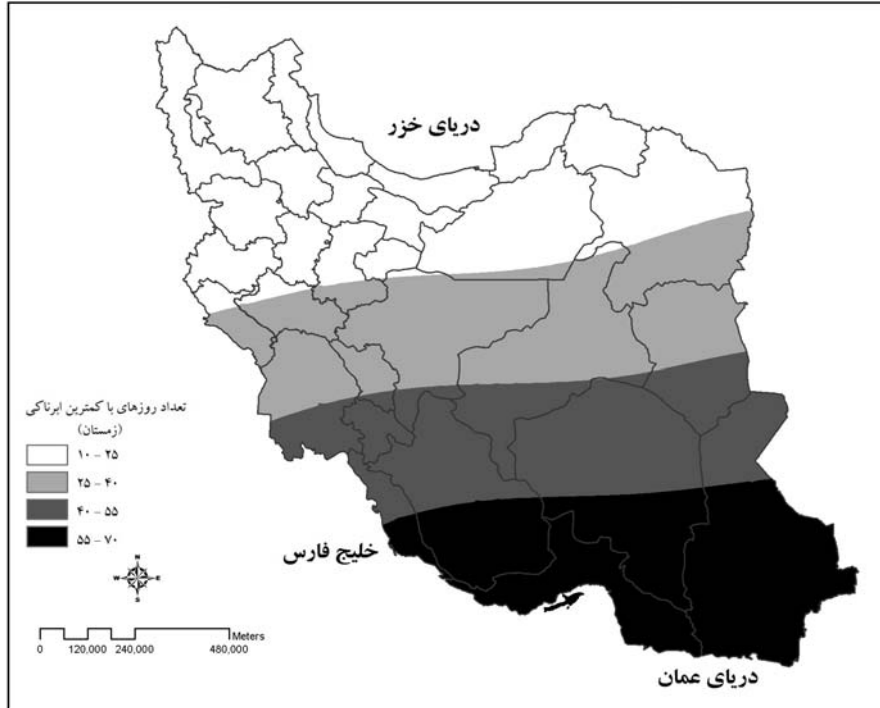 دریای خزر
تعداد روزهای با کمترین ابرناکی
(زمستان)
۱۰ – ۲۵
۲۵ – ۴۰
۴۰ – ۵۵
۵۵ – ۷۰
خلیج فارس
N
W E
S
Meters
0 120,000 240,000 480,000
دریای عمان